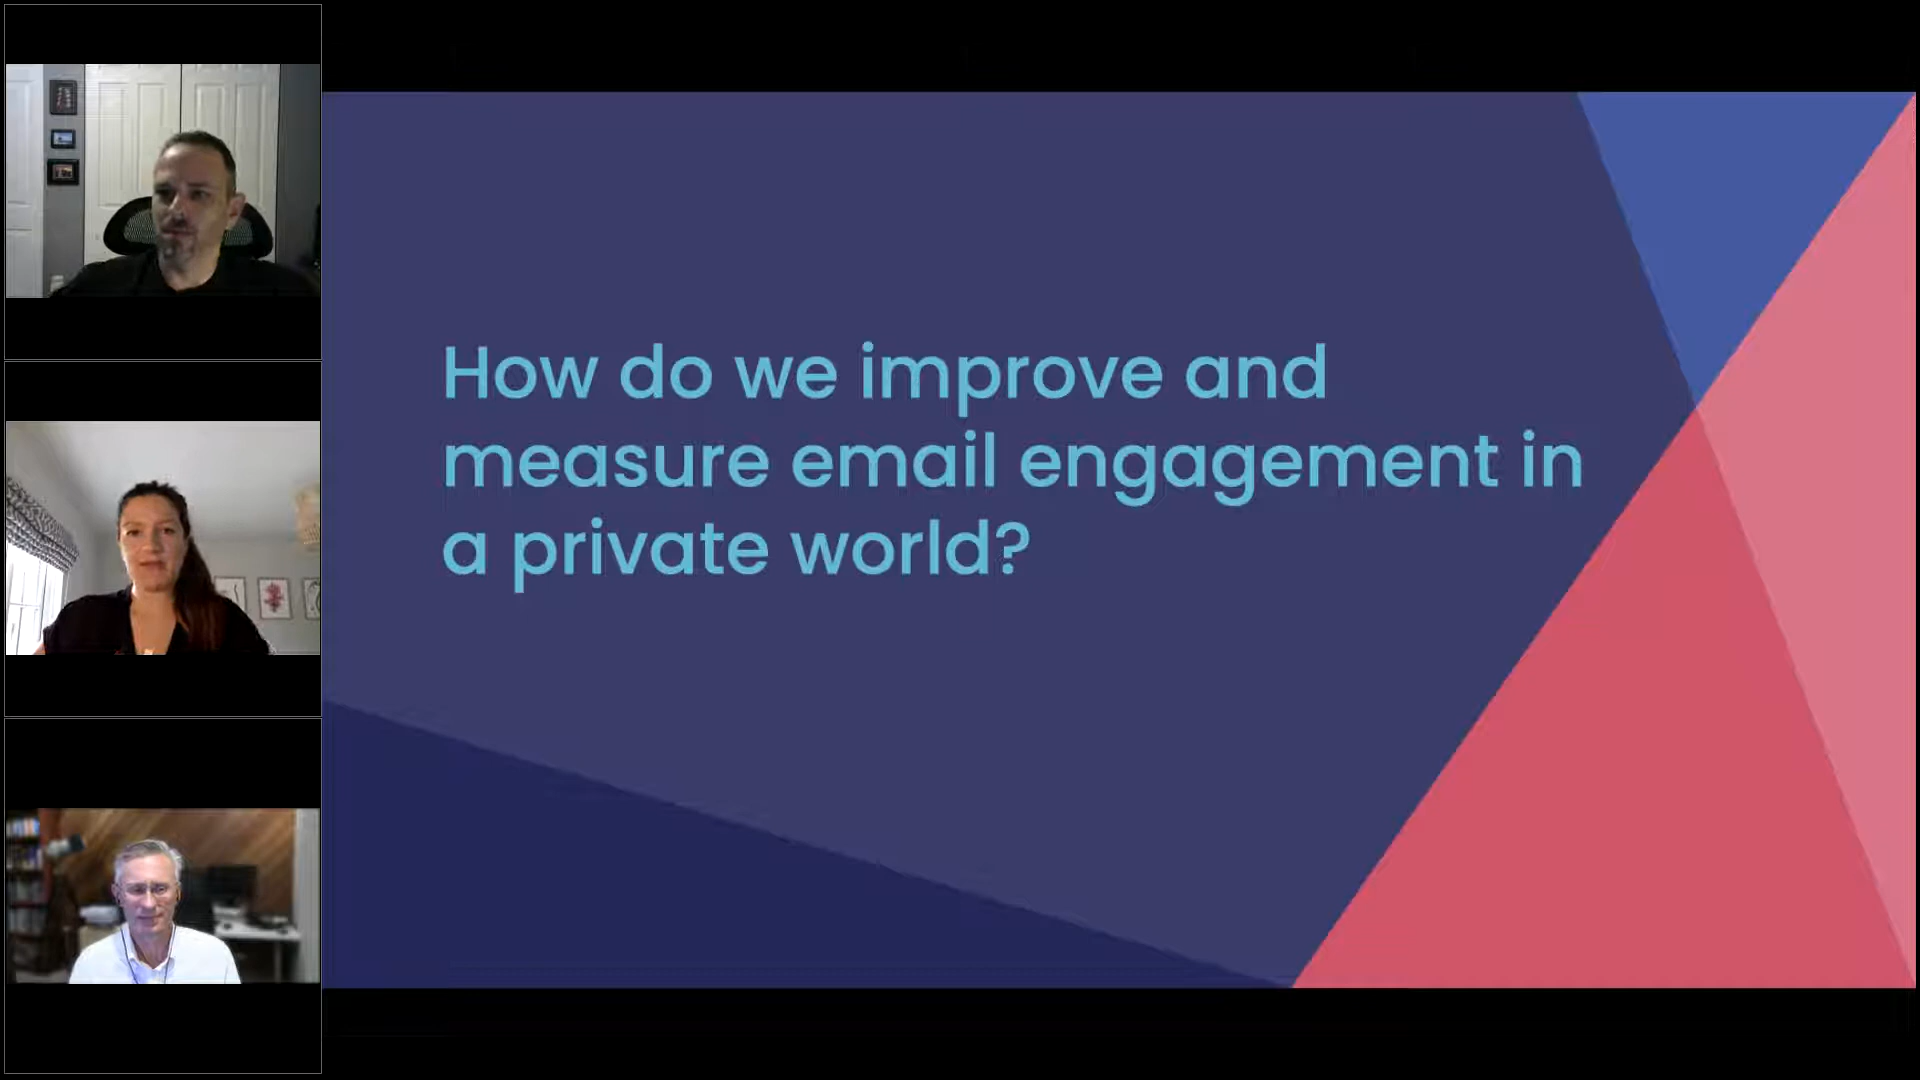 How do we improve and
measure email engagement in
a private world?